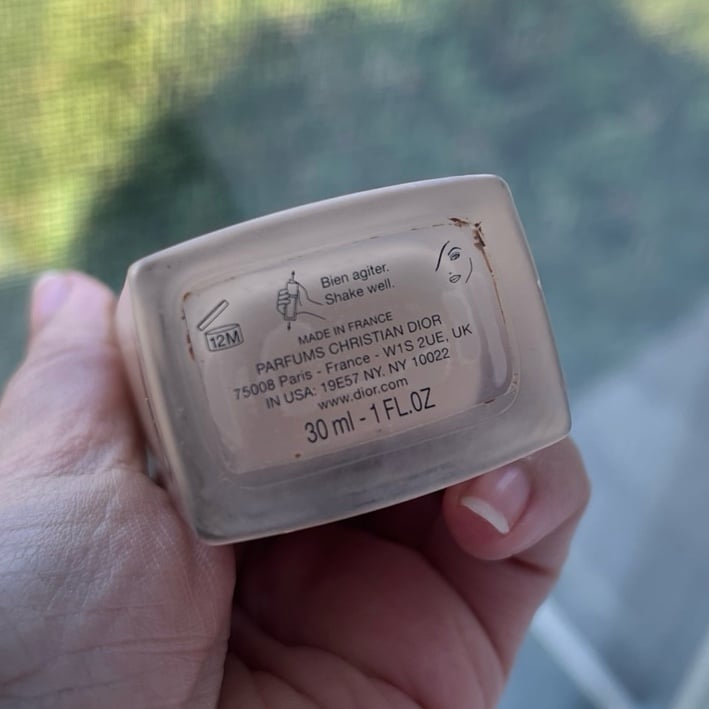 Bien agiter.
Shake well.
12M
MADE IN FRANCE
PARFUMS CHRISTIAN DIOR
75008 Paris - France - W1S 2UE, UK
IN USA: 19E57 NY. NY 10022
www.dior.com
30 ml - 1 FL.OZ